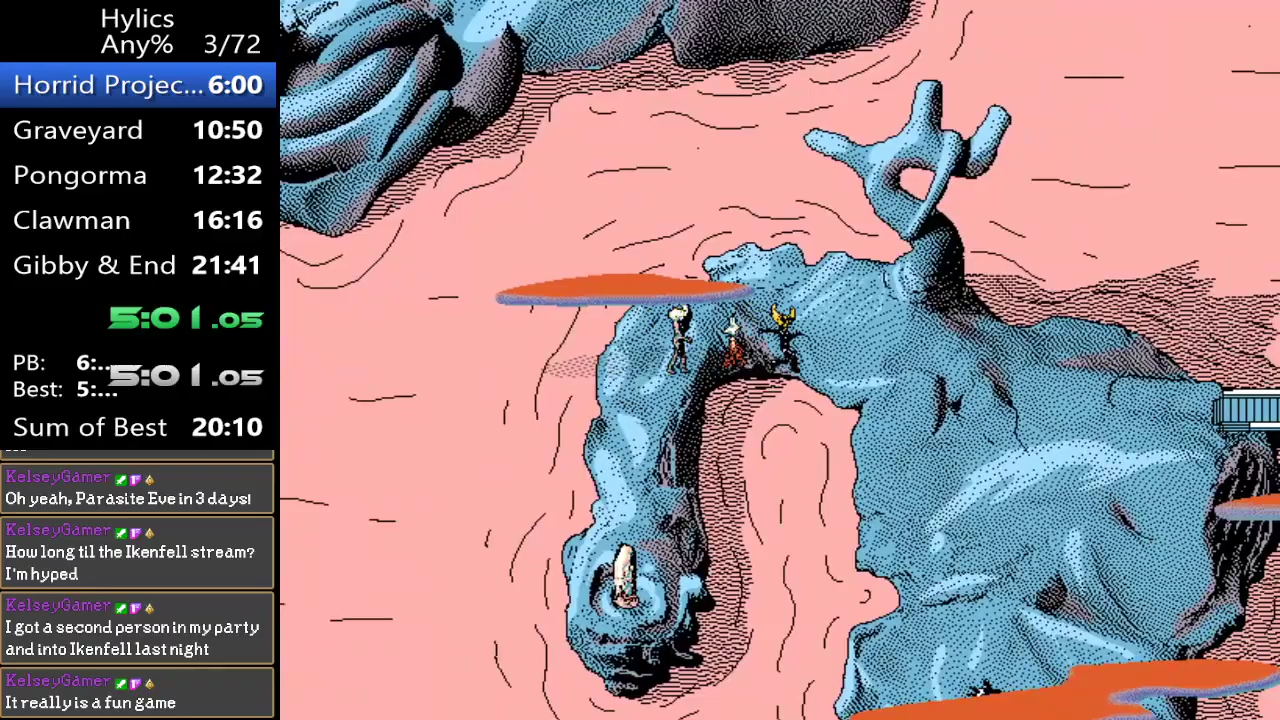 Hylics
Any% 3/72
Horrid Projec... 6:00
Graveyard 10:50
Pongorma 12:32
Clawman 16:16
Gibby & End 21:41
5:01.05
PB: 6:...
5:01.05
Best: 5:...
Sum of Best 20:10
KelseyGamer
Oh yeah, Parasite Eve in 3 days!
KelseyGamer
How long til the Ikenfell stream?
I'm hyped
KelseyGamer
I got a second person in my party
and into Ikenfell last night
KelseyGamer
It really is a fun game